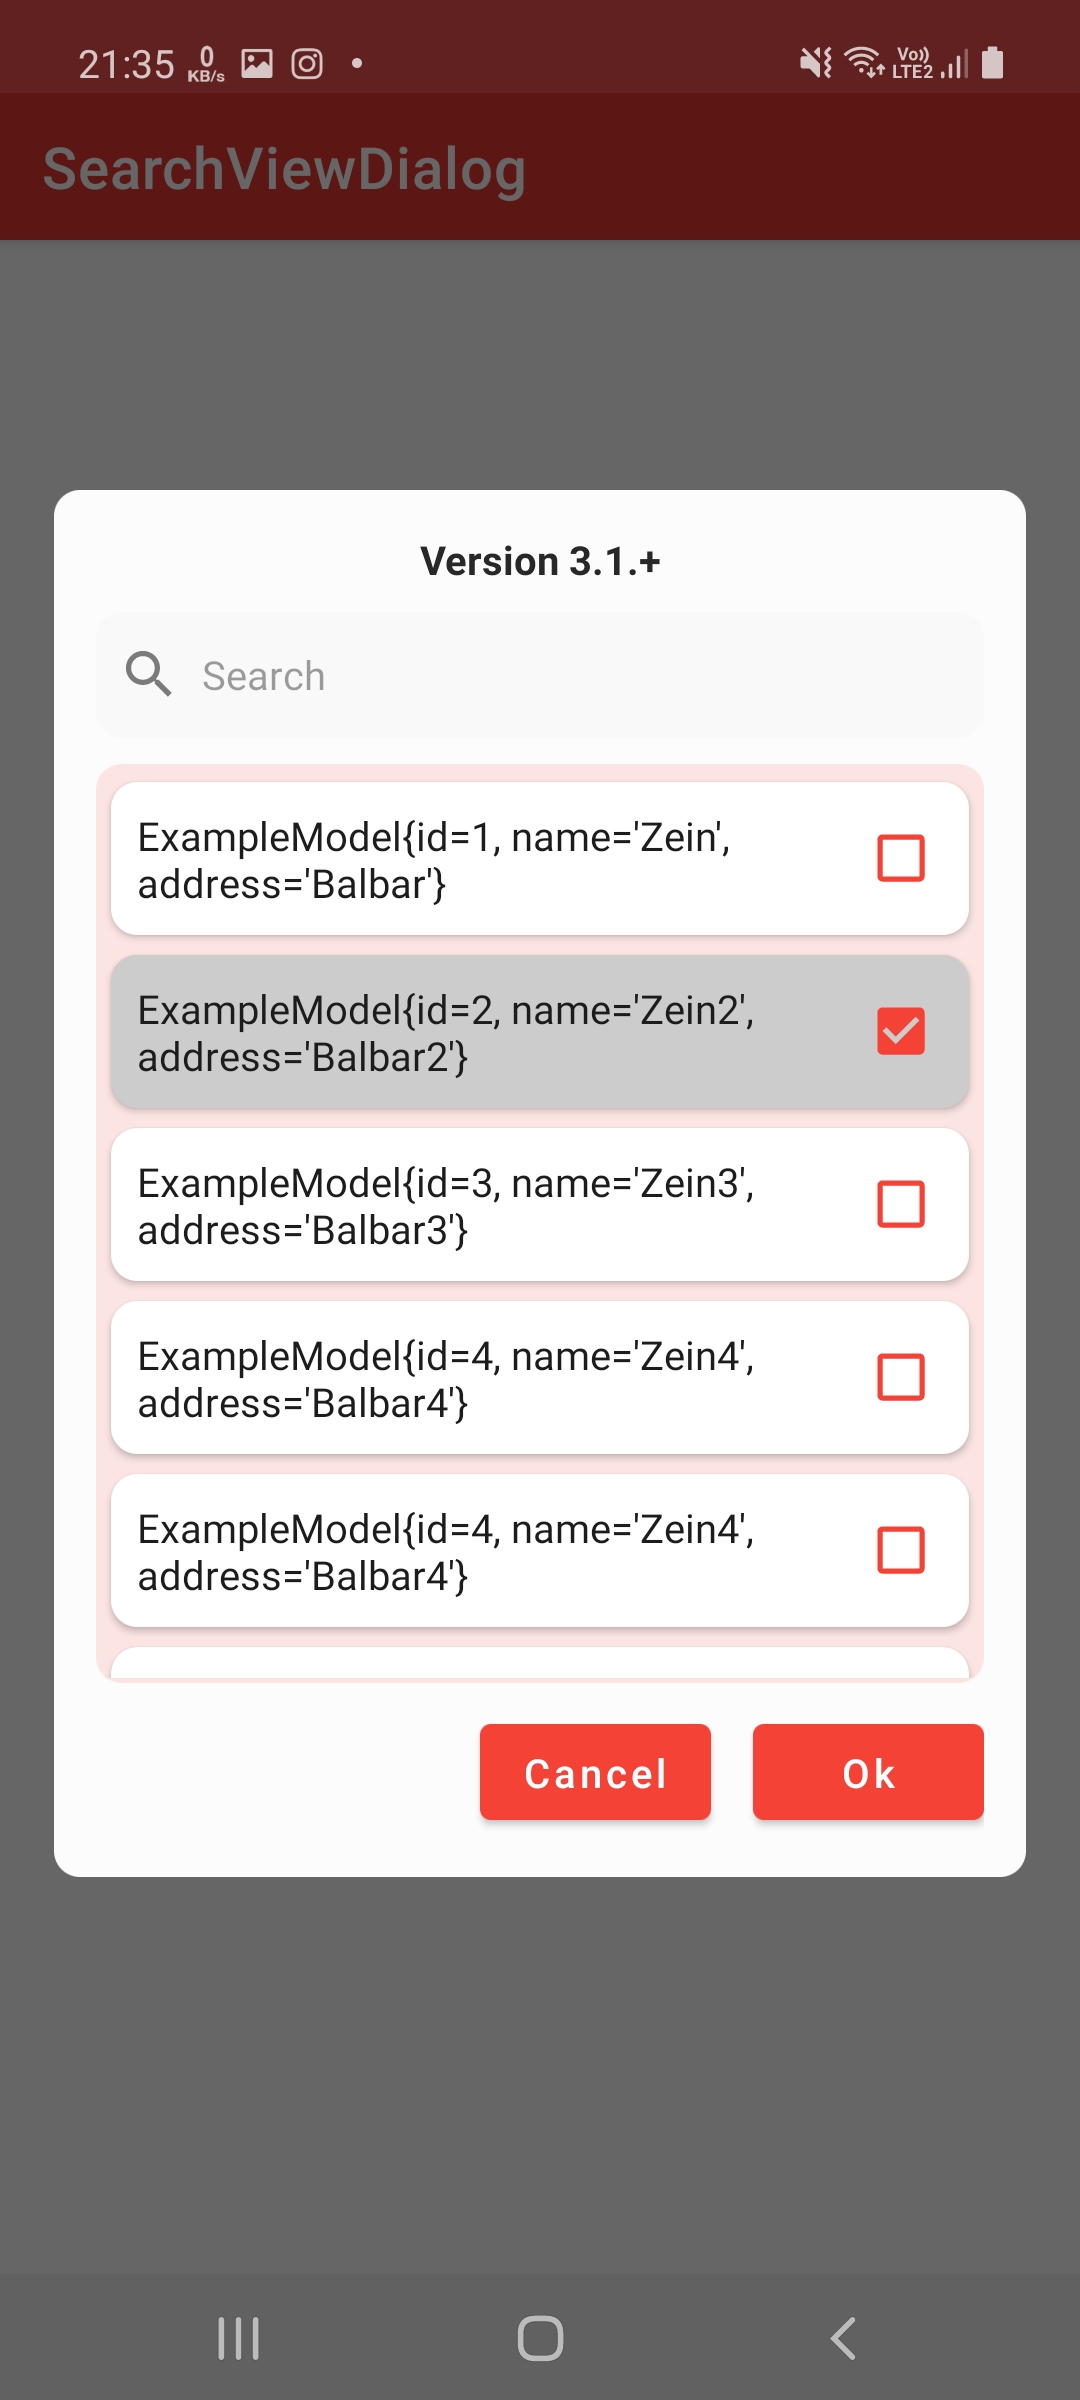 21:35 0 KB/s Vo)) LTE2
SearchViewDialog
Version 3.1.+
Search
ExampleModel{id=1, name='Zein',
address='Balbar'}
ExampleModel{id=2, name='Zein2',
address='Balbar2'}
ExampleModel{id=3, name='Zein3',
address='Balbar3'}
ExampleModel{id=4, name='Zein4',
address='Balbar4'}
ExampleModel{id=4, name='Zein4',
address='Balbar4'}
Cancel Ok